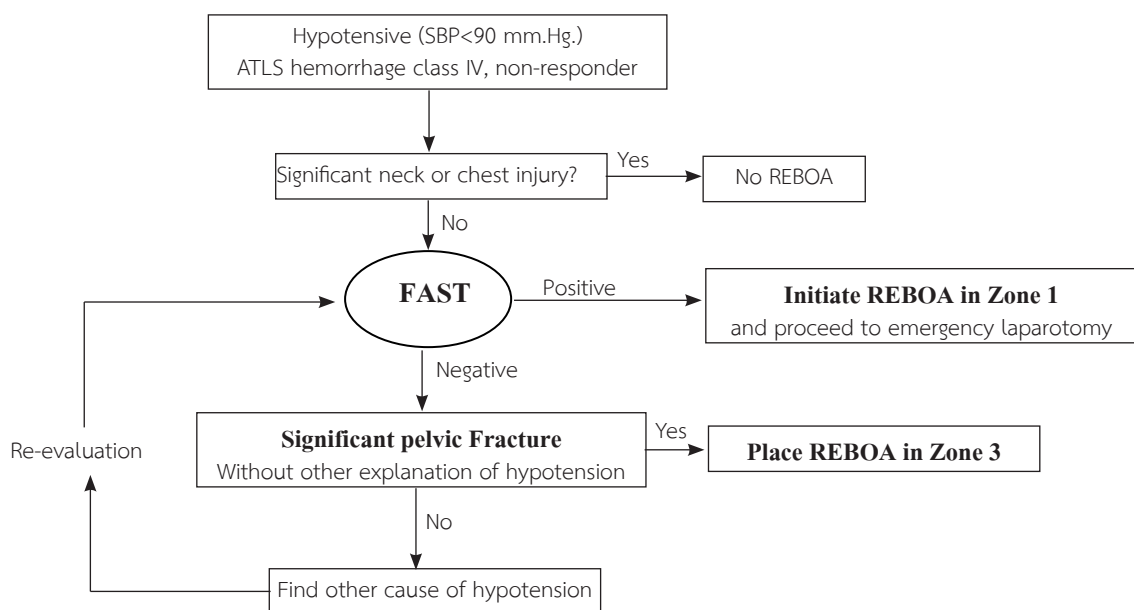 Hypotensive (SBP<90 mm.Hg.)
ATLS hemorrhage class IV, non-responder
Significant neck or chest injury?
Yes
No REBOA
No
FAST
Positive
Initiate REBOA in Zone 1
and proceed to emergency laparotomy
Negative
Re-evaluation
Significant pelvic Fracture
Without other explanation of hypotension
Yes
Place REBOA in Zone 3
No
Find other cause of hypotension